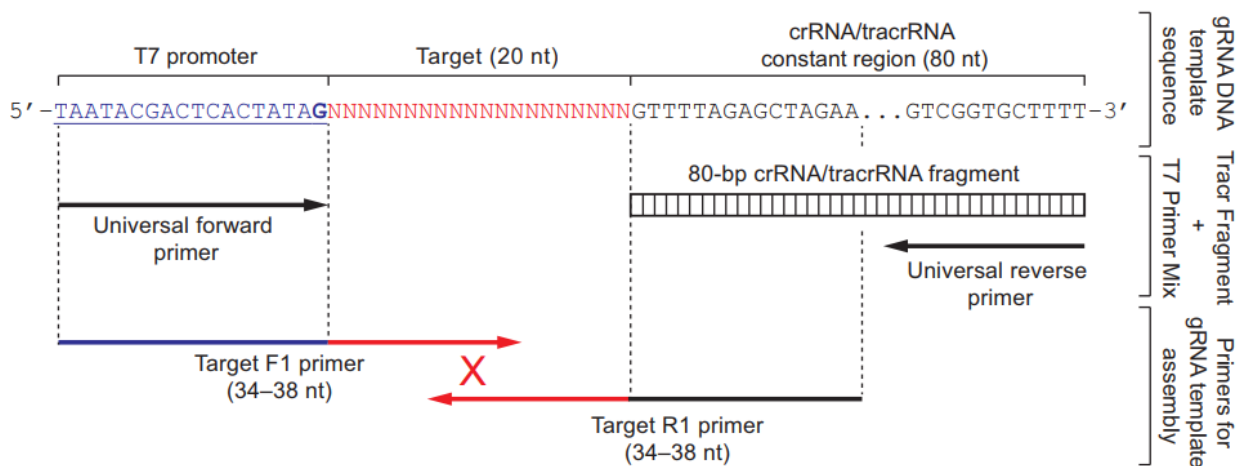 crRNA/tracrRNA
constant region (80 nt)
T7 promoter
Target (20 nt)
5′–TAATACGACTCACTATAGNNNNNNNNNNNNNNNNNNNNGTTTTAGAGCTAGAA...GTCGGTGCTTTT–3′
gRNA DNA
template
sequence
80-bp crRNA/tracrRNA fragment
Universal forward
primer
Universal reverse
primer
Tracr Fragment
+
T7 Primer Mix
Target F1 primer
(34–38 nt)
X
Target R1 primer
(34–38 nt)
Primers for
gRNA template
assembly